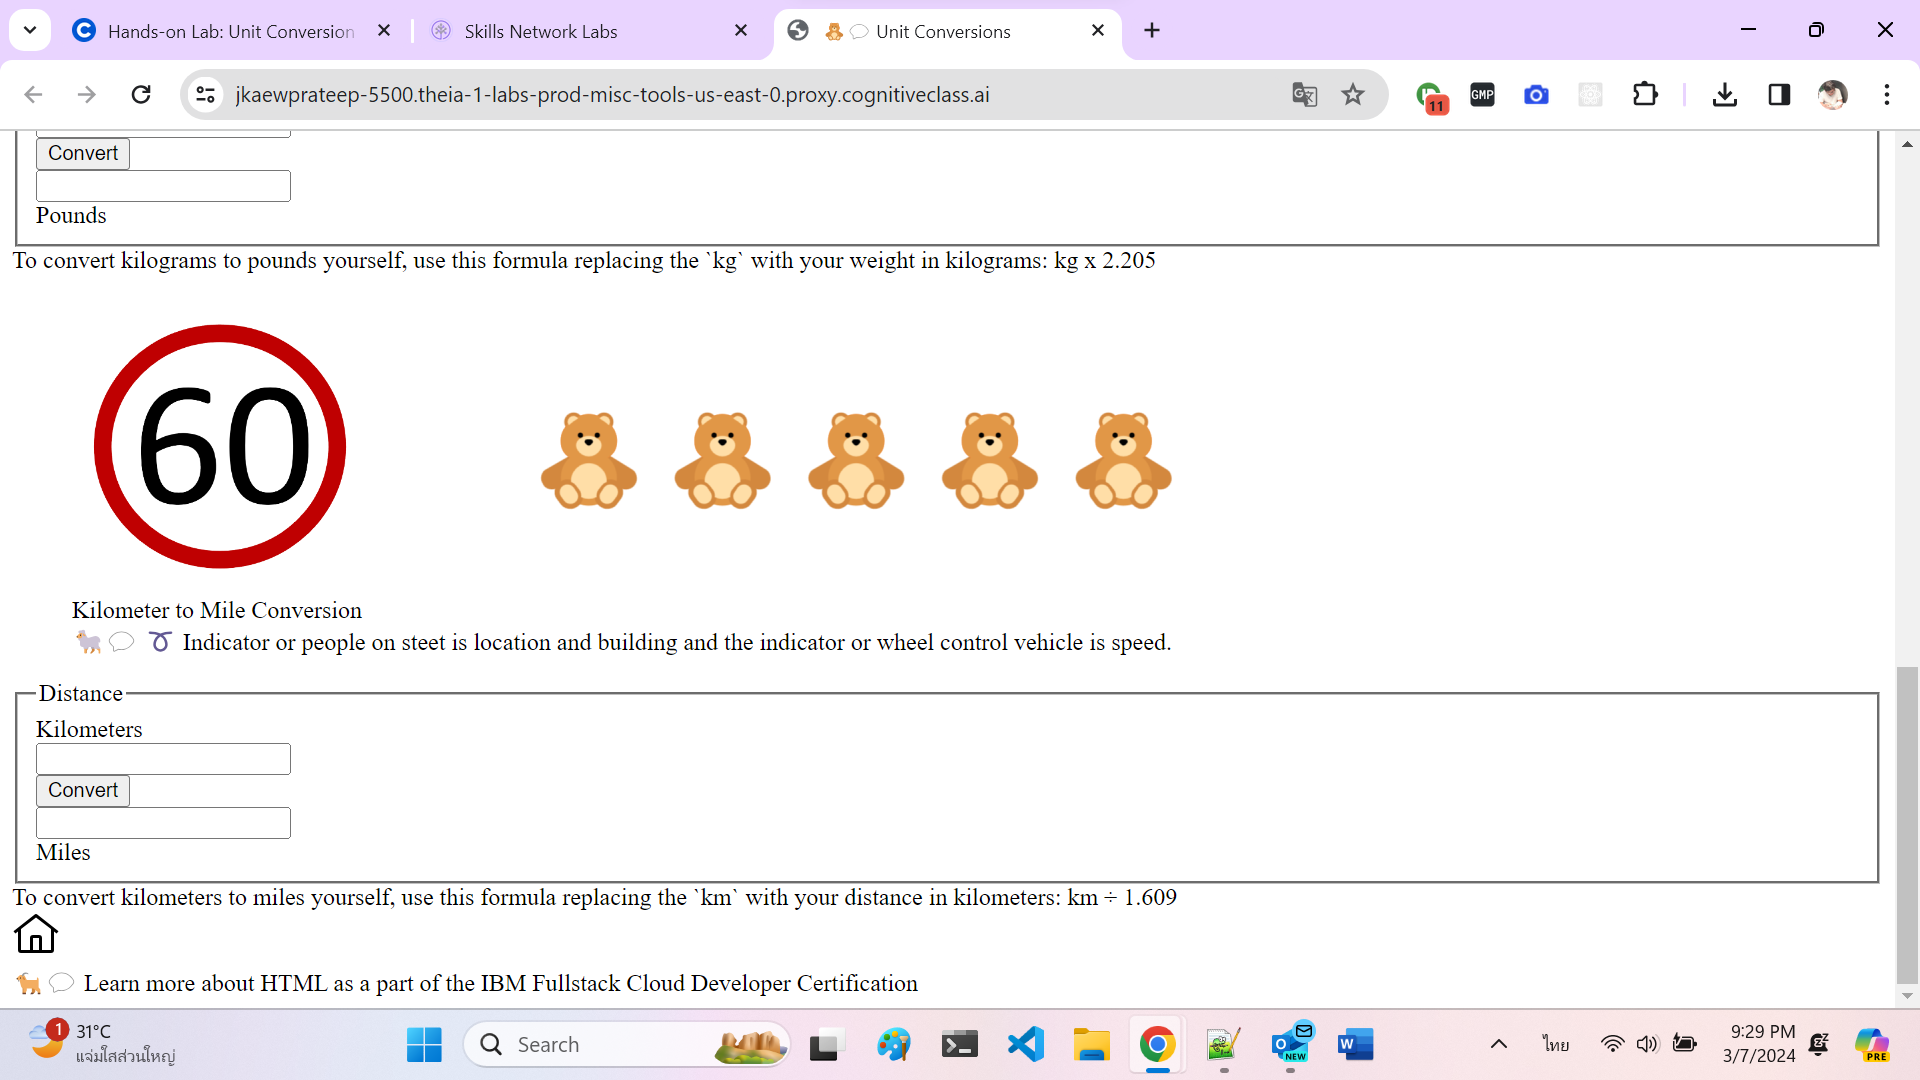 Hands-on Lab: Unit Conversion
Skills Network Labs
Unit Conversions
jkaewprateep-5500.theia-1-labs-prod-misc-tools-us-east-0.proxy.cognitiveclass.ai
11
GMP
Convert
Pounds
To convert kilograms to pounds yourself, use this formula replacing the `kg` with your weight in kilograms: kg x 2.205
60
Kilometer to Mile Conversion
Indicator or people on steet is location and building and the indicator or wheel control vehicle is speed.
Distance
Kilometers
Convert
Miles
To convert kilometers to miles yourself, use this formula replacing the `km` with your distance in kilometers: km ÷ 1.609
Learn more about HTML as a part of the IBM Fullstack Cloud Developer Certification
1
31°C
แจ่มใสส่วนใหญ่
Search
NEW
ไทย
9:29 PM
3/7/2024
PRE